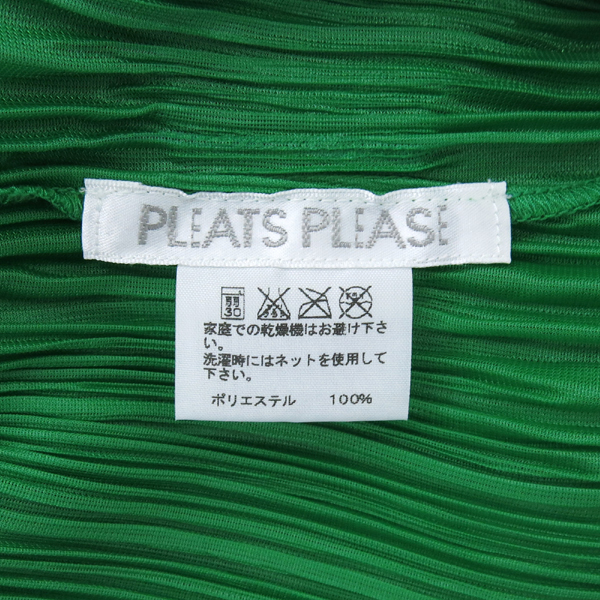 PLEATS PLEASE
家庭での乾燥機はお避け下さ
い。
洗濯時にはネットを使用して
下さい。
ポリエステル 100%